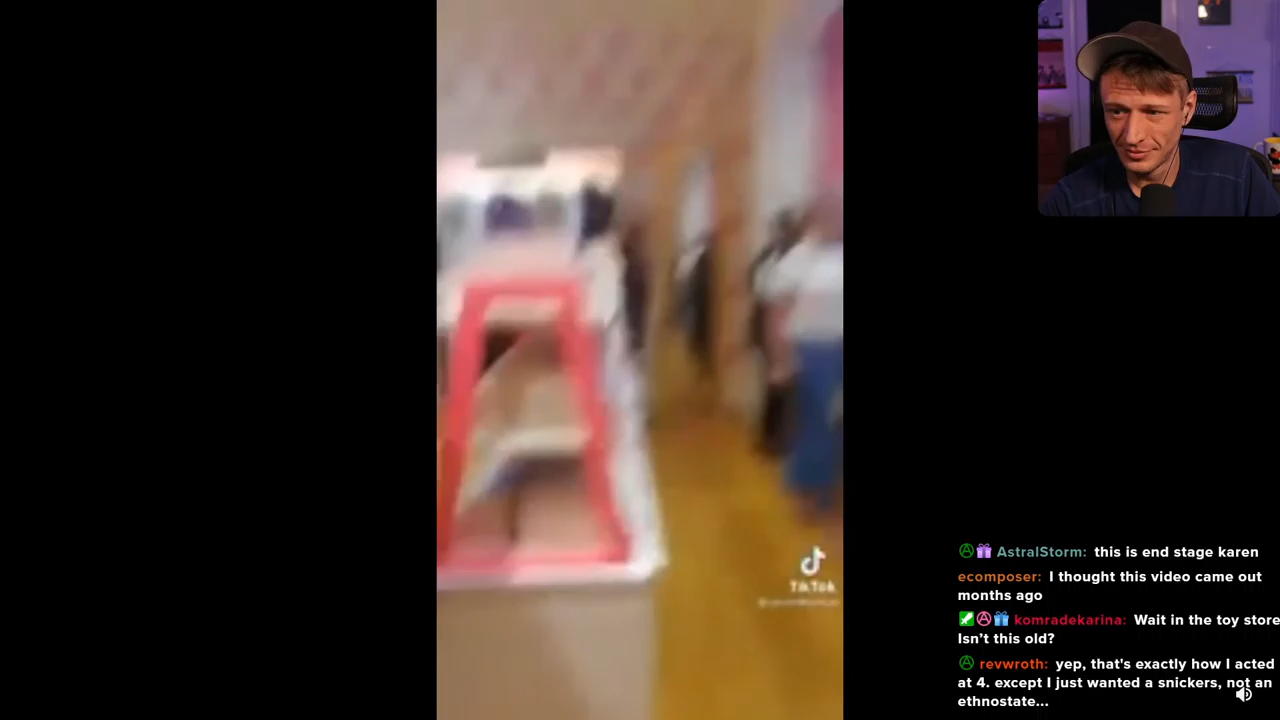 TikTok
AstralStorm: this is end stage karen
ecomposer: I thought this video came out
months ago
komradekarina: Wait in the toy store
Isn't this old?
revwroth: yep, that's exactly how I acted
at 4. except I just wanted a snickers, not an
ethnostate...